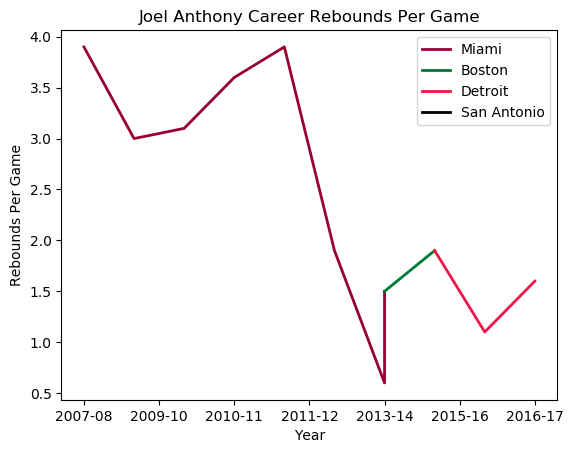 Joel Anthony Career Rebounds Per Game
Miami
Boston
Detroit
San Antonio
Rebounds Per Game
4.0
3.5
3.0
2.5
2.0
1.5
1.0
0.5
2007-08 2009-10 2010-11 2011-12 2013-14 2015-16 2016-17
Year